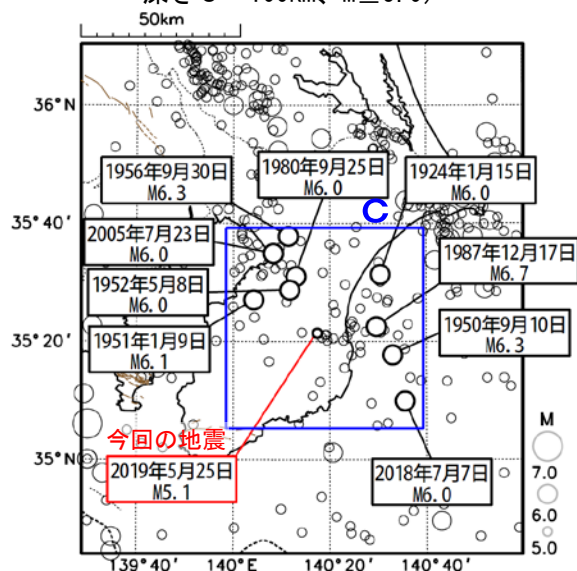 50km
36°N
1956年9月30日
M6.3
1980年9月25日
M6.0
1924年1月15日
M6.0
C
35°40′
2005年7月23日
M6.0
1987年12月17日
M6.7
1952年5月8日
M6.0
35°20′
1951年1月9日
M6.1
1950年9月10日
M6.3
今回の地震
2019年5月25日
M5.1
35°N
2018年7月7日
M6.0
M
7.0
6.0
5.0
139°40′ 140°E 140°20′ 140°40′